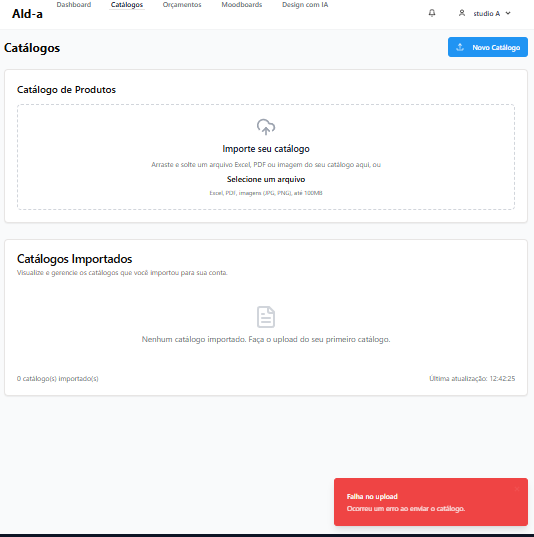 AId-a
Dashboard
Catálogos
Orçamentos
Moodboards
Design com IA
studio A
Catálogos
Novo Catálogo
Catálogo de Produtos
Importe seu catálogo
Arraste e solte um arquivo Excel, PDF ou imagem do seu catálogo aqui, ou
Selecione um arquivo
Excel, PDF, imagens (JPG, PNG), até 100MB
Catálogos Importados
Visualize e gerencie os catálogos que você importou para sua conta.
Nenhum catálogo importado. Faça o upload do seu primeiro catálogo.
0 catálogo(s) importado(s)
Última atualização: 12:42:25
Falha no upload
Ocorreu um erro ao enviar o catálogo.